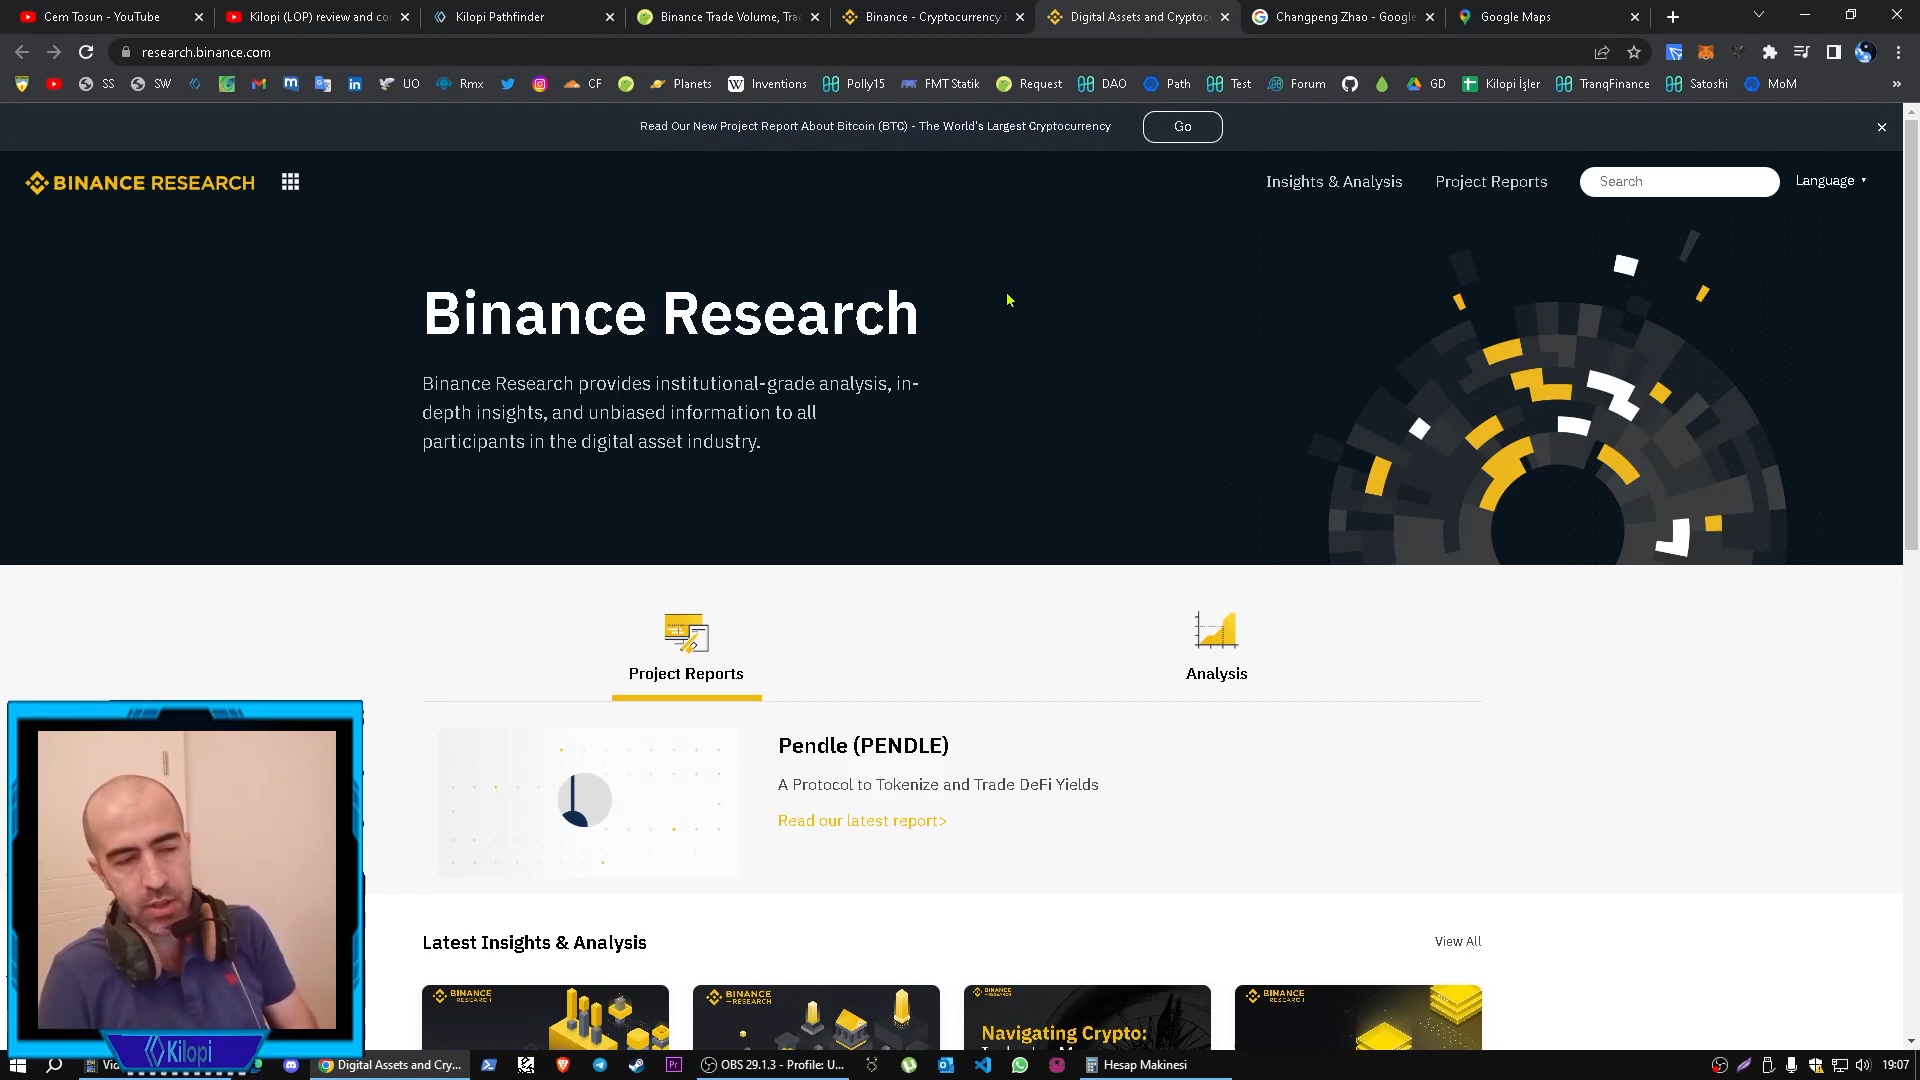 Cem Tosun - YouTube
Kilopi (LOP) review and co
Kilopi Pathfinder
Binance Trade Volume, Tra
Binance - Cryptocurrency
Digital Assets and Cryptoc
Changpeng Zhao - Google
Google Maps
research.binance.com
SS
SW
UO
Rmx
CF
Planets
Inventions
Polly15
FMT Statik
Request
DAO
Path
Test
Forum
GD
Kilopi İşler
TranqFinance
Satoshi
MoM
Read Our New Project Report About Bitcoin (BTC) - The World's Largest Cryptocurrency
Go
BINANCE RESEARCH
Insights & Analysis
Project Reports
Search
Language
Binance Research
Binance Research provides institutional-grade analysis, in-
depth insights, and unbiased information to all
participants in the digital asset industry.
Project Reports
Analysis
Pendle (PENDLE)
A Protocol to Tokenize and Trade DeFi Yields
Read our latest report>
Latest Insights & Analysis
View All
BINANCE
RESEARCH
BINANCE
RESEARCH
BINANCE
RESEARCH
Navigating Crypto:
BINANCE
RESEARCH
Kilopi
Digital Assets and Cry...
Pr
OBS 29.1.3 - Profile: U...
Hesap Makinesi
19:07